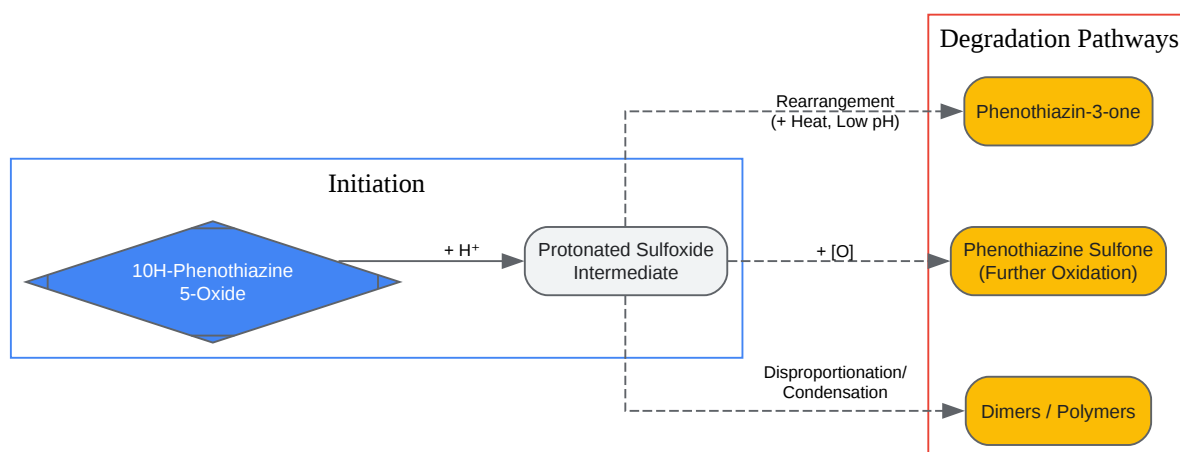 Degradation Pathways
Rearrangement
(+ Heat, Low pH)
Phenothiazin-3-one
Initiation
10H-Phenothiazine
5-Oxide
+ H⁺
Protonated Sulfoxide
Intermediate
+ [O]
Phenothiazine Sulfone
(Further Oxidation)
Disproportionation/
Condensation
Dimers / Polymers